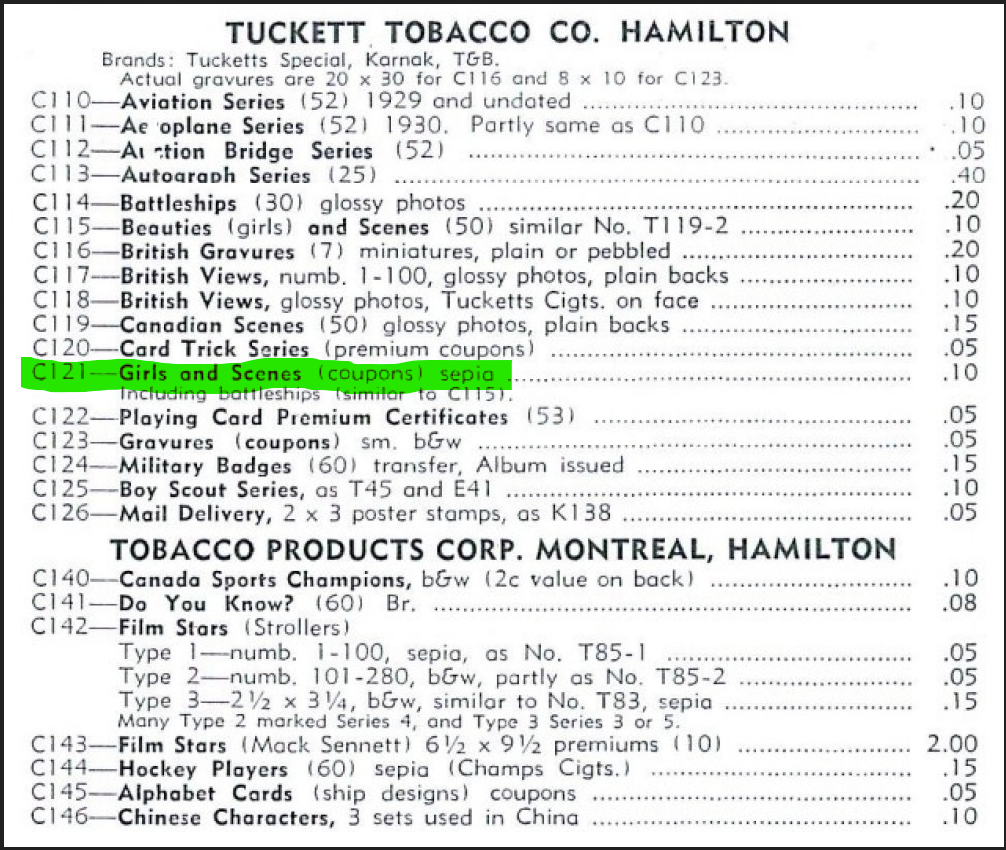 TUCKETT TOBACCO CO. HAMILTON
Brands: Tucketts Special, Karnak, T&B.
Actual gravures are 20 x 30 for C116 and 8 x 10 for C123.
C110—Aviation Series (52) 1929 and undated .10
C111—Ae oplane Series (52) 1930. Partly same as C110 .10
C112—Au ction Bridge Series (52) .05
C113—Autograph Series (25) .40
C114—Battleships (30) glossy photos .20
C115—Beauties (girls) and Scenes (50) similar No. T119-2 .10
C116—British Gravures (7) miniatures, plain or pebbled .20
C117—British Views, numb. 1-100, glossy photos, plain backs .10
C118—British Views, glossy photos, Tucketts Cigts. on face .10
C119—Canadian Scenes (50) glossy photos, plain backs .15
C120—Card Trick Series (premium coupons) .05
C121—Girls and Scenes (coupons) sepia .10
Including battleships (similar to C115).
C122—Playing Card Premium Certificates (53) .05
C123—Gravures (coupons) sm. b&w .05
C124—Military Badges (60) transfer, Album issued .15
C125—Boy Scout Series, as T45 and E41 .10
C126—Mail Delivery, 2 x 3 poster stamps, as K138 .05
TOBACCO PRODUCTS CORP. MONTREAL, HAMILTON
C140—Canada Sports Champions, b&w (2c value on back) .10
C141—Do You Know? (60) Br. .08
C142—Film Stars (Strollers)
Type 1—numb. 1-100, sepia, as No. T85-1 .05
Type 2—numb. 101-280, b&w, partly as No. T85-2 .05
Type 3—2½ x 3¼, b&w, similar to No. T83, sepia .15
Many Type 2 marked Series 4, and Type 3 Series 3 or 5.
C143—Film Stars (Mack Sennett) 6½ x 9½ premiums (10) 2.00
C144—Hockey Players (60) sepia (Champs Cigts.) .15
C145—Alphabet Cards (ship designs) coupons .05
C146—Chinese Characters, 3 sets used in China .10